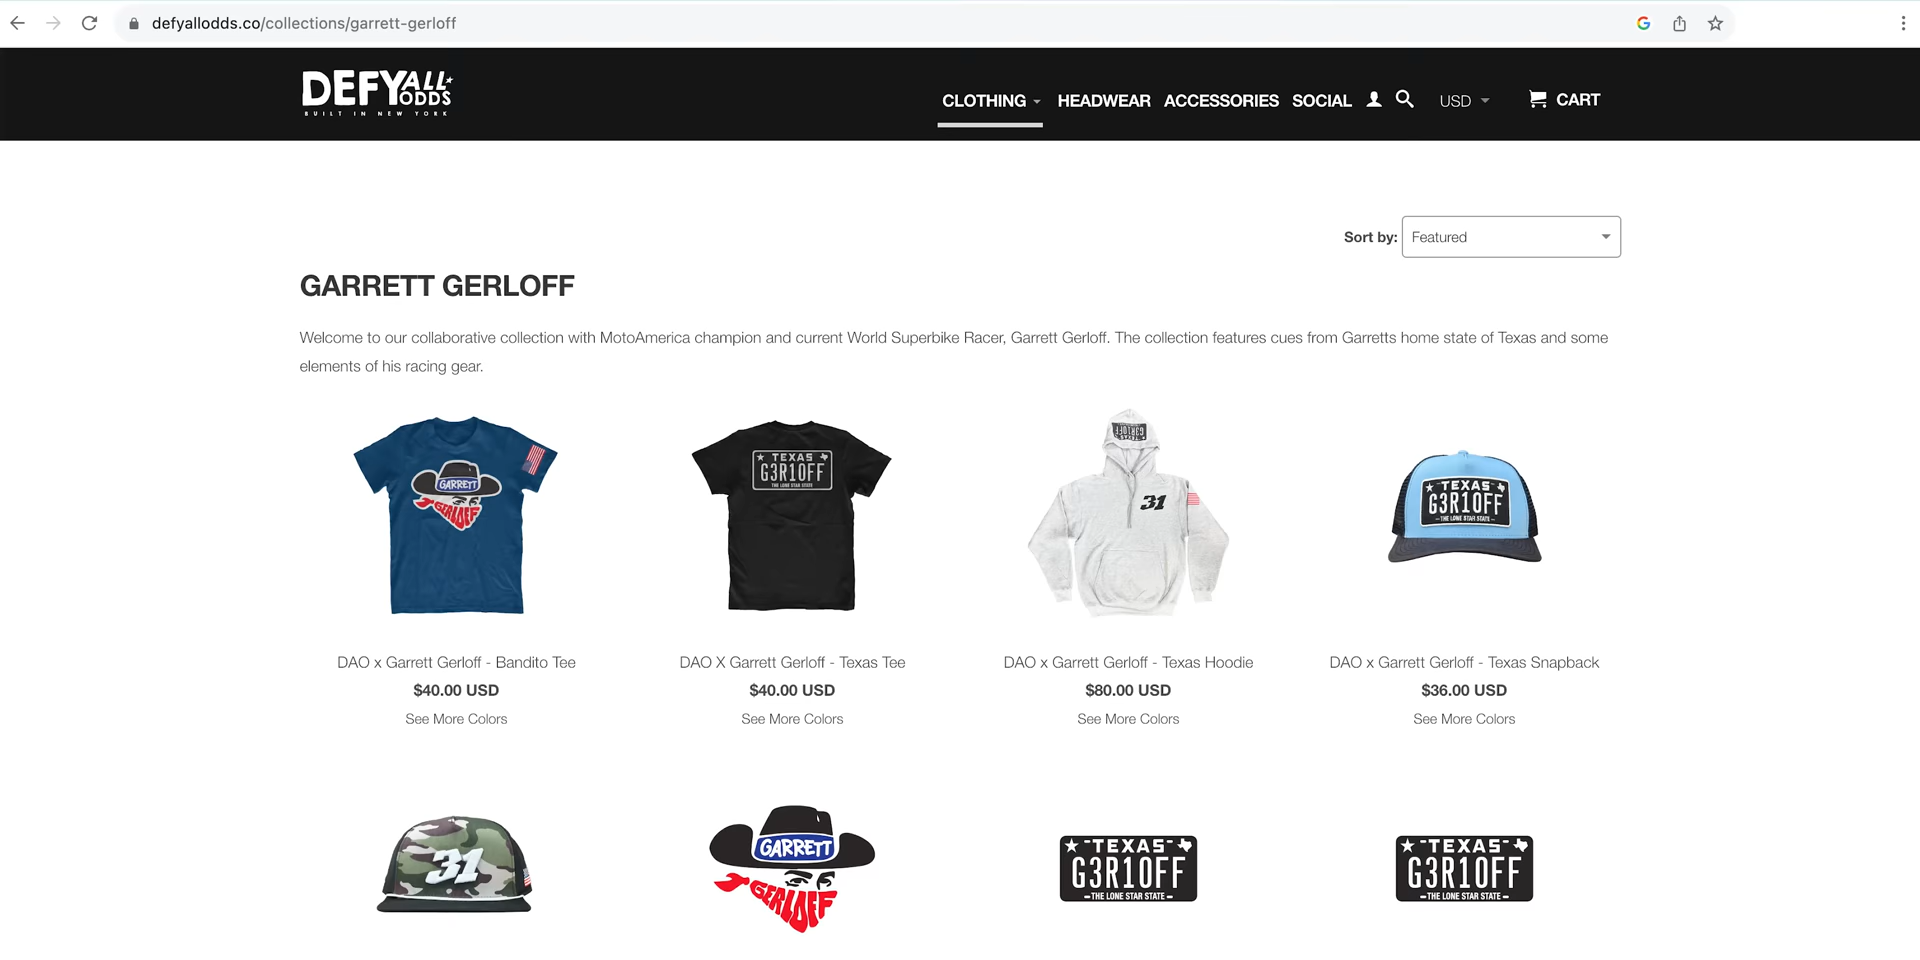 defyallodds.co/collections/garrett-gerloff
DEFY ALL ODDS
BUILT IN NEW YORK
CLOTHING HEADWEAR ACCESSORIES SOCIAL USD CART
Sort by: Featured
GARRETT GERLOFF
Welcome to our collaborative collection with MotoAmerica champion and current World Superbike Racer, Garrett Gerloff. The collection features cues from Garretts home state of Texas and some
elements of his racing gear.
GARRETT
GERLOFF
TEXAS
G3R1OFF
THE LONE STAR STATE
TEXAS
G3R1OFF
31
TEXAS
G3R1OFF
THE LONE STAR STATE
DAO x Garrett Gerloff - Bandito Tee
$40.00 USD
See More Colors
DAO X Garrett Gerloff - Texas Tee
$40.00 USD
See More Colors
DAO x Garrett Gerloff - Texas Hoodie
$80.00 USD
See More Colors
DAO x Garrett Gerloff - Texas Snapback
$36.00 USD
See More Colors
31
GARRETT
GERLOFF
-TEXAS-
G3R1OFF
-THE LONE STAR STATE-
-TEXAS-
G3R1OFF
-THE LONE STAR STATE-